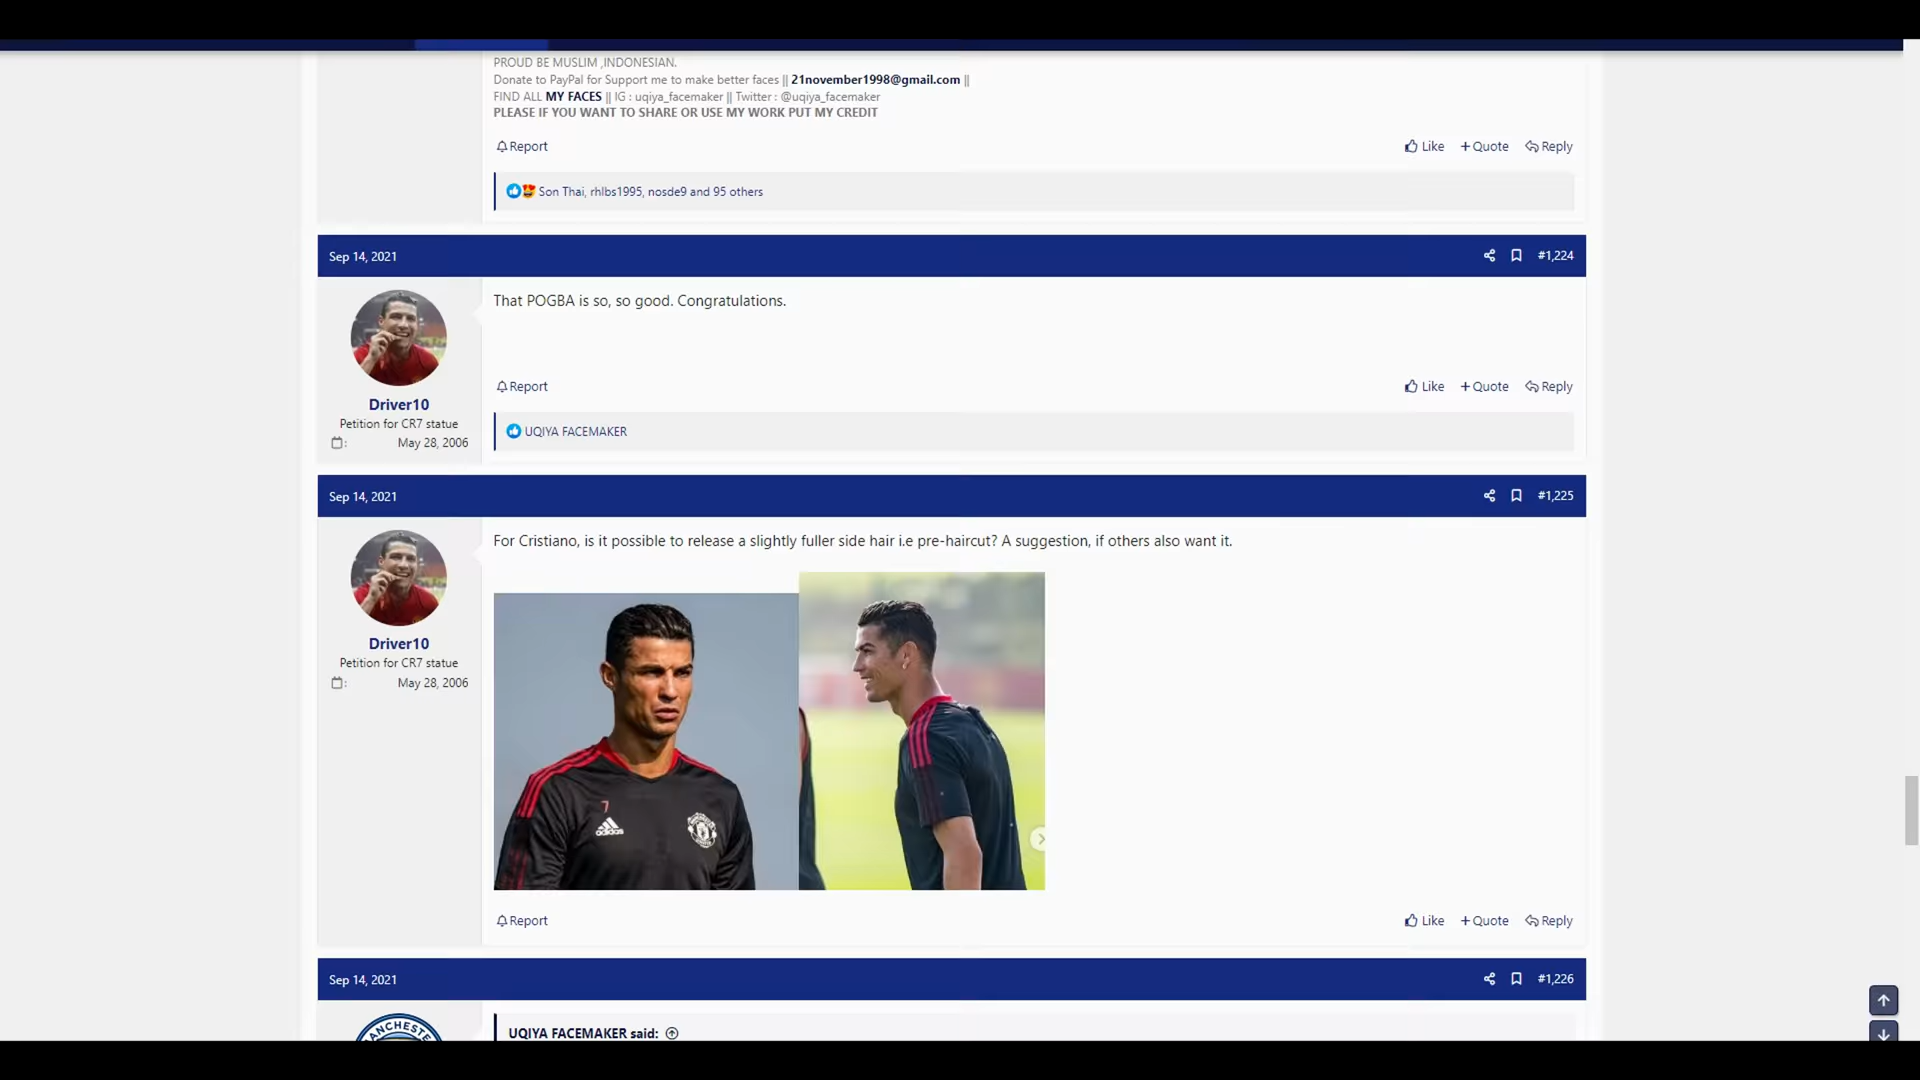 PROUD BE MUSLIM ,INDONESIAN.
Donate to PayPal for Support me to make better faces || 21november1998@gmail.com ||
FIND ALL MY FACES || IG : uqiya_facemaker || Twitter : @uqiya_facemaker
PLEASE IF YOU WANT TO SHARE OR USE MY WORK PUT MY CREDIT
Report
Like
+Quote
Reply
Son Thai, rhlbs1995, nosde9 and 95 others
Sep 14, 2021
#1,224
That POGBA is so, so good. Congratulations.
Driver10
Petition for CR7 statue
: May 28, 2006
Report
Like
+Quote
Reply
UQIYA FACEMAKER
Sep 14, 2021
#1,225
For Cristiano, is it possible to release a slightly fuller side hair i.e pre-haircut? A suggestion, if others also want it.
7
adidas
Driver10
Petition for CR7 statue
: May 28, 2006
Report
Like
+Quote
Reply
Sep 14, 2021
#1,226
UQIYA FACEMAKER said:
MANCHESTER